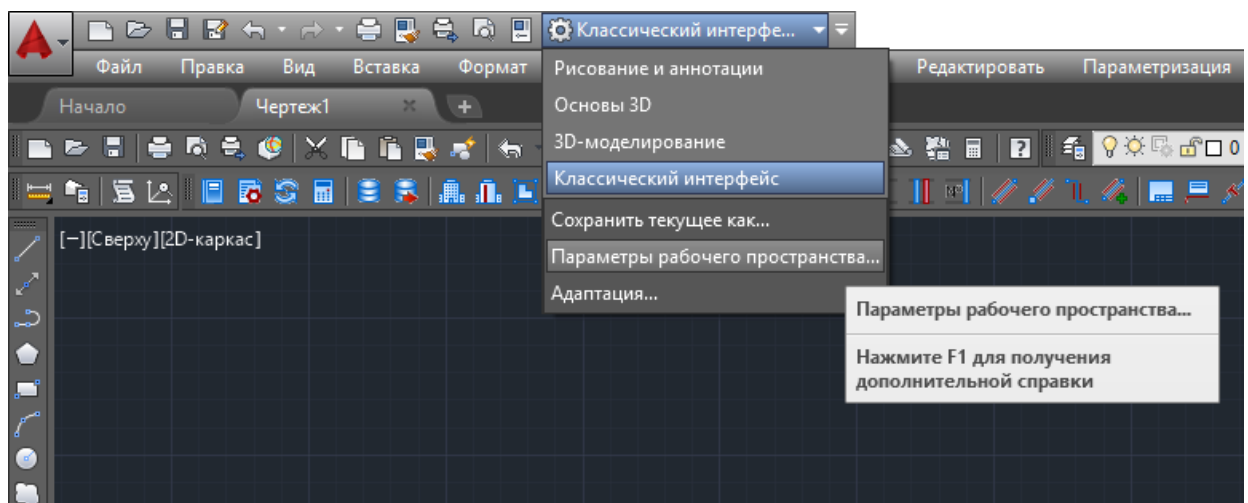 Классический интерфе...
Файл Правка Вид Вставка Формат Редактировать Параметризация
Начало Чертеж1
Рисование и аннотации
Основы 3D
3D-моделирование
Классический интерфейс
Сохранить текущее как...
Параметры рабочего пространства...
Адаптация...
0
[−][Сверху][2D-каркас]
Параметры рабочего пространства...
Нажмите F1 для получения
дополнительной справки